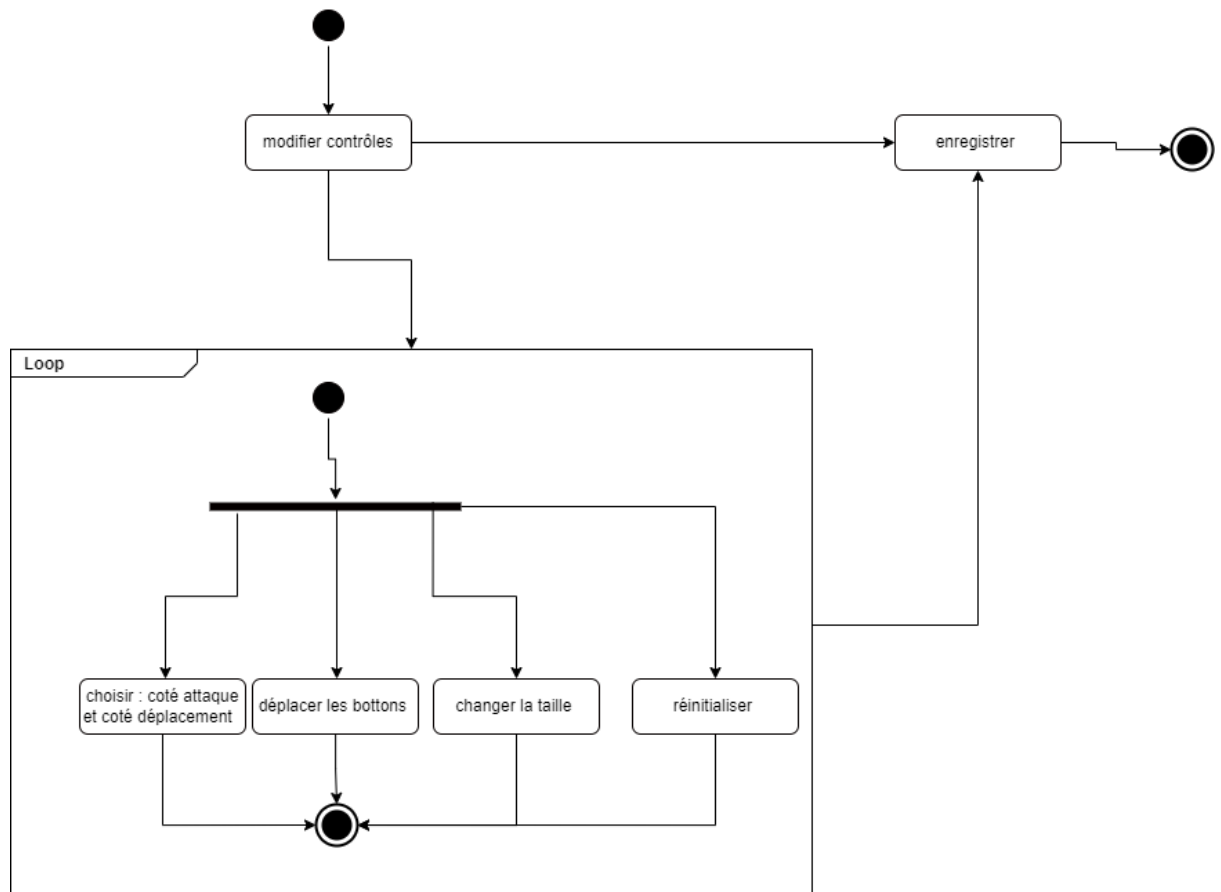 modifier contrôles
enregistrer
Loop
choisir : coté attaque
et coté déplacement
déplacer les bottons
changer la taille
réinitialiser